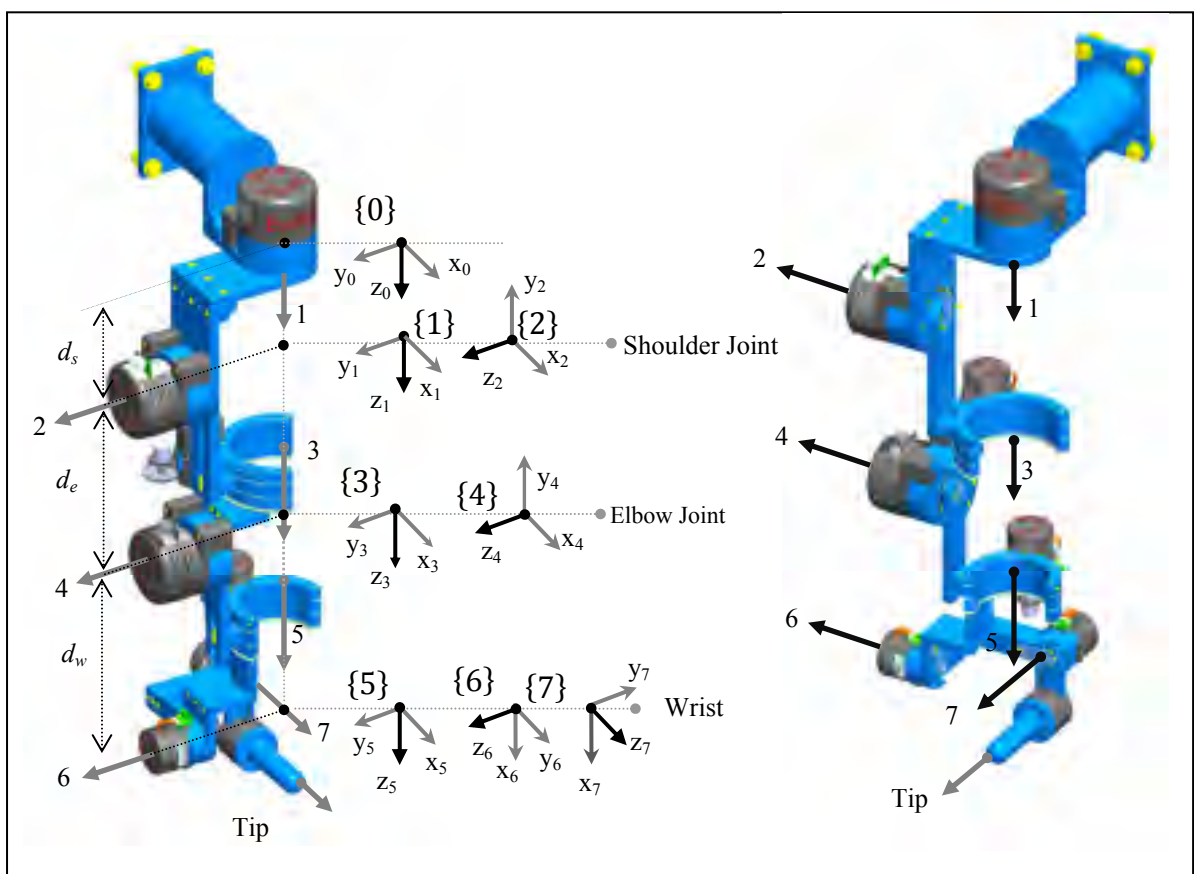 {0}
y0 z0 x0
1
{1} {2}
y2
Shoulder Joint
y1 z1 x1
z2 x2
ds
2
3
de
{3} {4}
y4
Elbow Joint
y3 z3 x3
z4 x4
4
5
dw
{5} {6} {7}
y7
Wrist
7
y5 z5 x5
z6 x6 y6
x7 z7
6
Tip
2
1
4
3
6
5
7
Tip